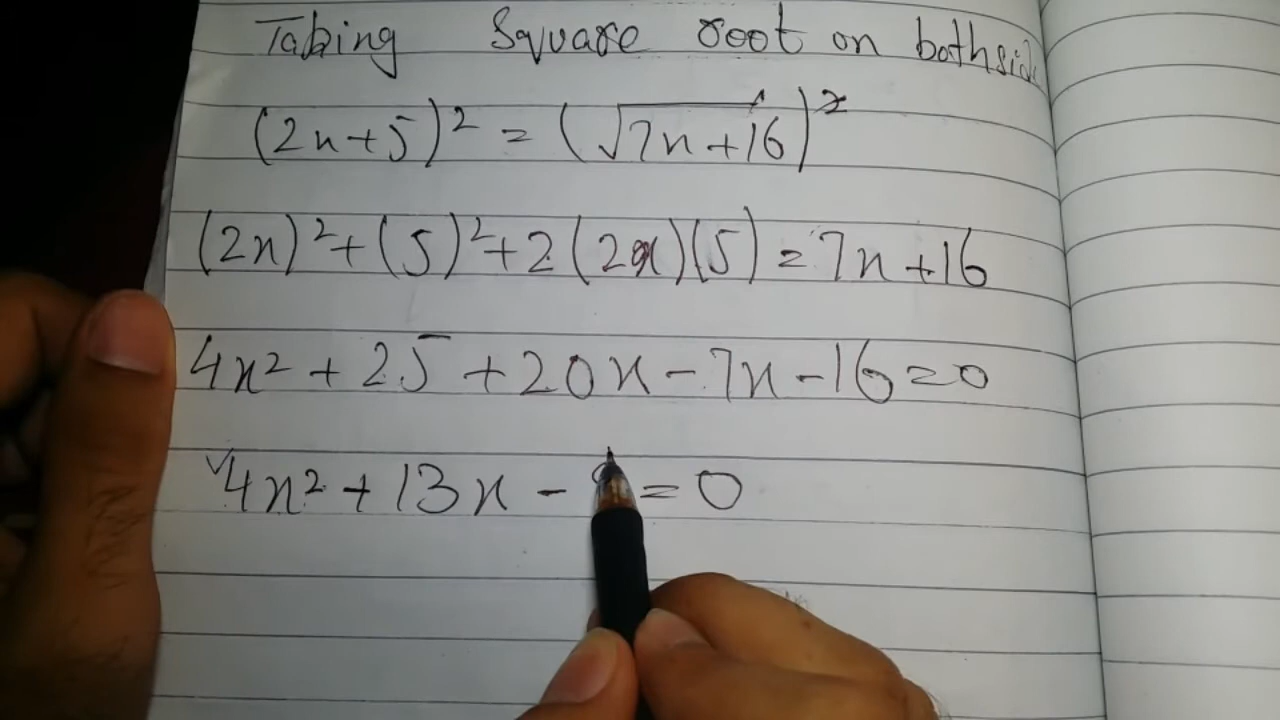 Taking Square root on bothside
(2x+5)² = (√7x+16)²
(2x)²+(5)²+2(2x)(5)=7x+16
4x²+25+20x-7x-16=0
4x²+13x- =0